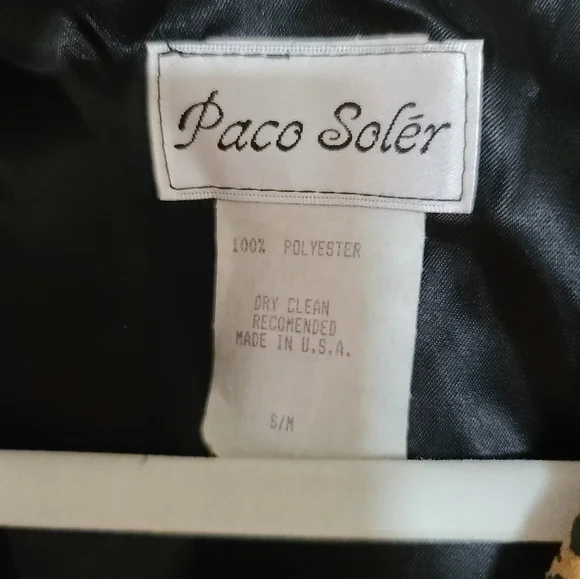 Paco Solér
100% POLYESTER
DRY CLEAN
RECOMENDED
MADE IN U.S.A.
S/M